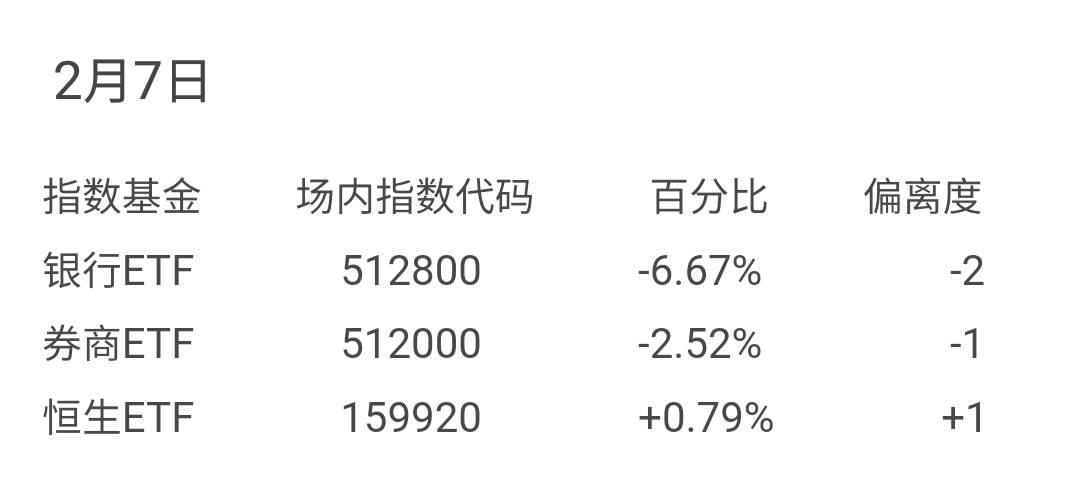 2月7日
指数基金 场内指数代码 百分比 偏离度
银行ETF 512800 -6.67% -2
券商ETF 512000 -2.52% -1
恒生ETF 159920 +0.79% +1